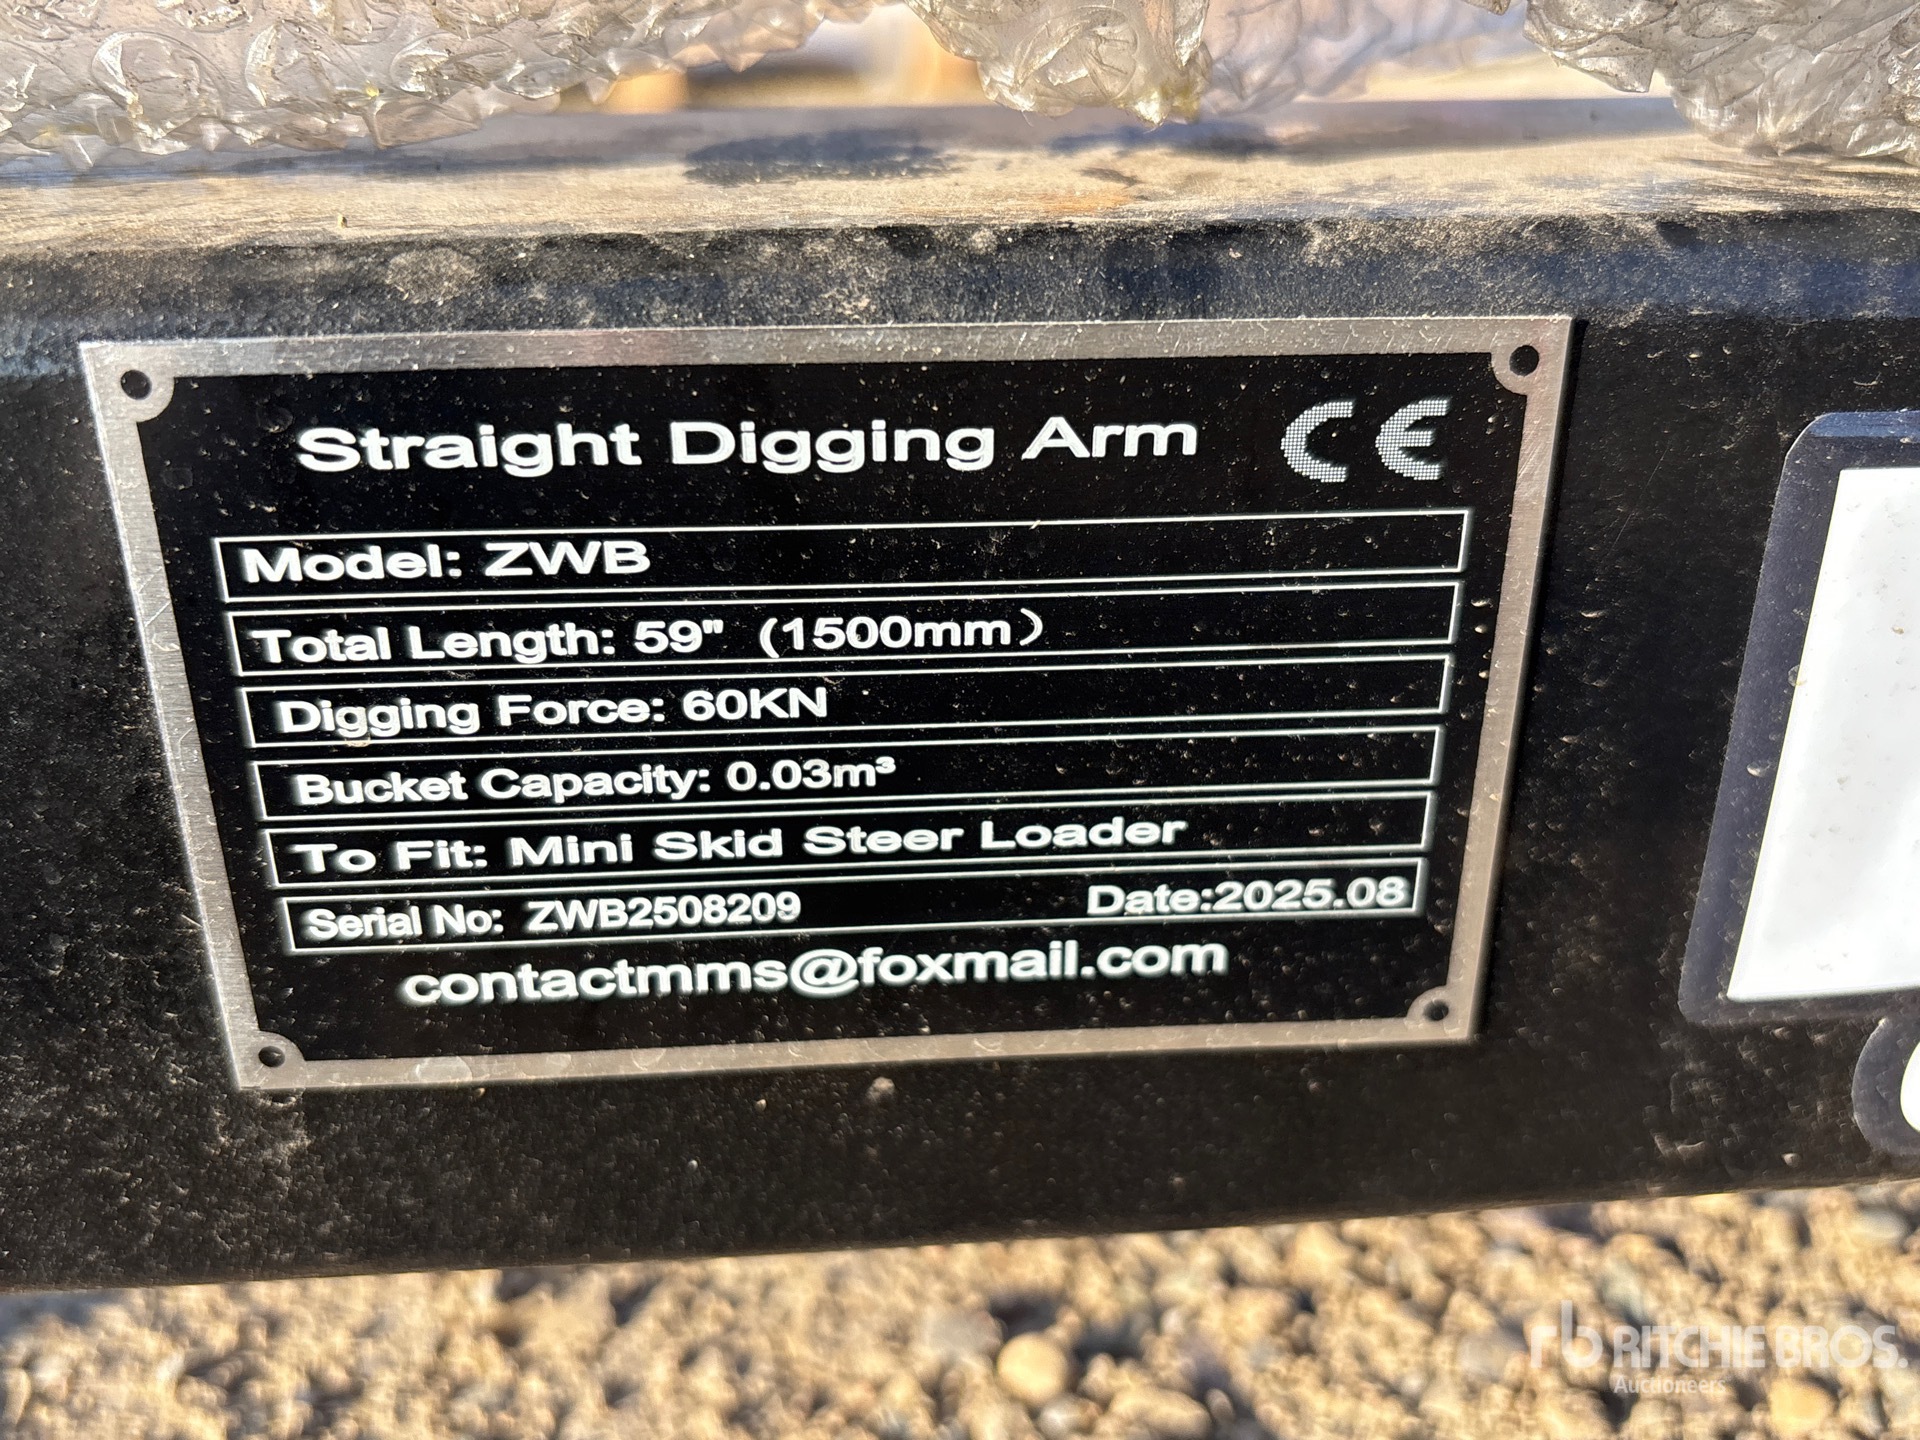 Straight Digging Arm CE
Model: ZWB
Total Length: 59" (1500mm）
Digging Force: 60KN
Bucket Capacity: 0.03m³
To Fit: Mini Skid Steer Loader
Serial No: ZWB2508209 Date:2025.08
contactmms@foxmail.com
rb RITCHIE BROS.
Auctioneers